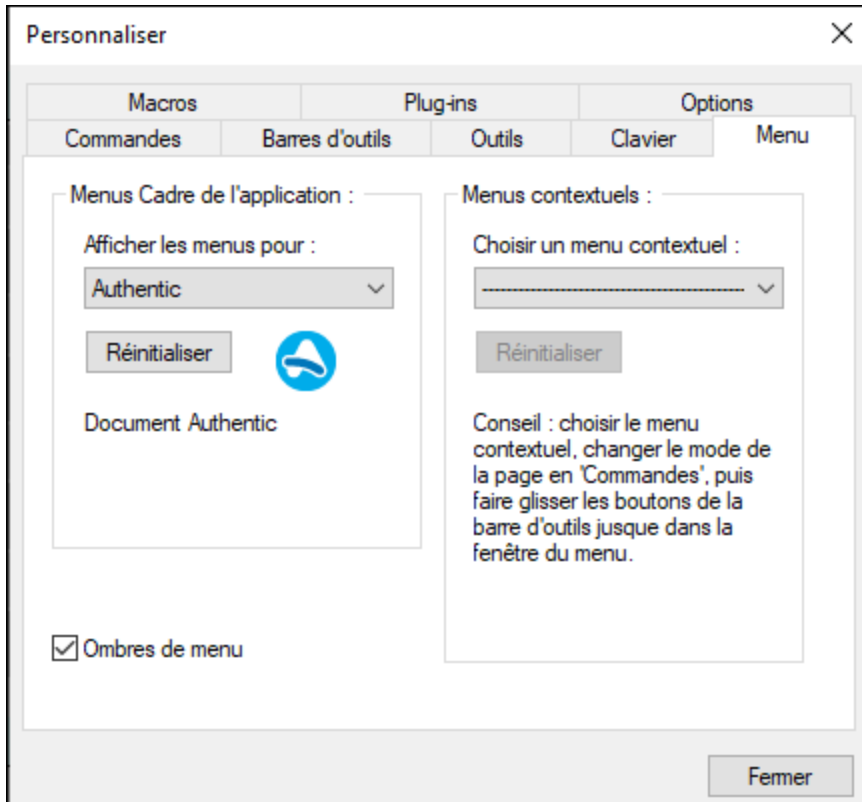 Personnaliser
Macros Plug-ins Options
Commandes Barres d'outils Outils Clavier Menu
Menus Cadre de l'application :
Afficher les menus pour :
Authentic
Réinitialiser
Document Authentic
Menus contextuels :
Choisir un menu contextuel :
--------------------------------------------
Réinitialiser
Conseil : choisir le menu
contextuel, changer le mode de
la page en 'Commandes', puis
faire glisser les boutons de la
barre d'outils jusque dans la
fenêtre du menu.
Ombres de menu
Fermer